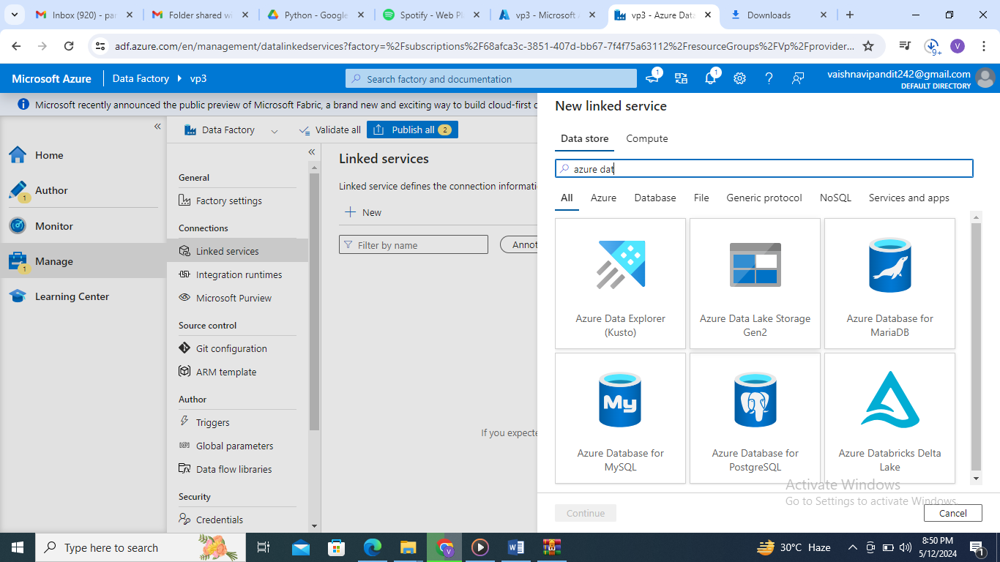 Inbox (920) - pa
Folder shared wi
Python - Google
Spotify - Web Pl
vp3 - Microsoft A
vp3 - Azure Data
Downloads
adf.azure.com/en/management/datalinkedservices?factory=%2Fsubscriptions%2F68afca3c-3851-407d-bb67-7f4f75a63112%2FresourceGroups%2FVp%2Fprovider...
9+
V
Microsoft Azure
Data Factory
vp3
Search factory and documentation
1
1
vaishnavipandit242@gmail.com
DEFAULT DIRECTORY
Microsoft recently announced the public preview of Microsoft Fabric, a brand new and exciting way to build cloud-first
Home
Author
1
Monitor
Manage
1
Learning Center
Data Factory
Validate all
Publish all
2
General
Factory settings
Connections
Linked services
Integration runtimes
Microsoft Purview
Source control
Git configuration
ARM template
Author
Triggers
Global parameters
Data flow libraries
Security
Credentials
Linked services
Linked service defines the connection informati
New
Filter by name
Annot
If you expecte
New linked service
Data store
Compute
azure dat
All
Azure
Database
File
Generic protocol
NoSQL
Services and apps
Azure Data Explorer
(Kusto)
Azure Data Lake Storage
Gen2
Azure Database for
MariaDB
My
Azure Database for
MySQL
Azure Database for
PostgreSQL
Azure Databricks Delta
Lake
Activate Windows
Go to Settings to activate Windows.
Continue
Cancel
Type here to search
V
W
30°C Haze
8:50 PM
5/12/2024
1